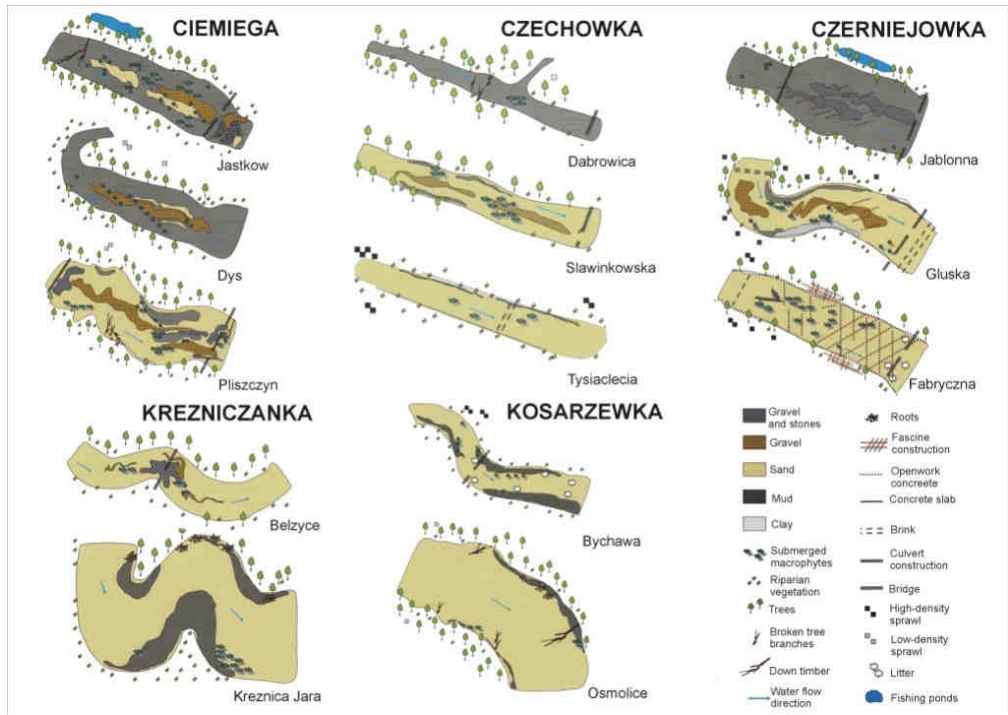 CIEMIEGA
Jastkow
Dys
Pliszczyn
CZECHOWKA
Dabrowica
Slawinkowska
Tysiaclecia
CZERNIEJOWKA
Jablonna
Gluska
Fabryczna
KREZNICZANKA
Belzyce
Kreznica Jara
KOSARZEWKA
Bychawa
Osmolice
Gravel
and stones
Gravel
Sand
Mud
Clay
Submerged
macrophytes
Riparian
vegetation
Trees
Broken tree
branches
Down timber
Water flow
direction
Roots
Fascine
construction
Openwork
concreete
Concrete slab
Brink
Culvert
construction
Bridge
High-density
sprawl
Low-density
sprawl
Litter
Fishing ponds